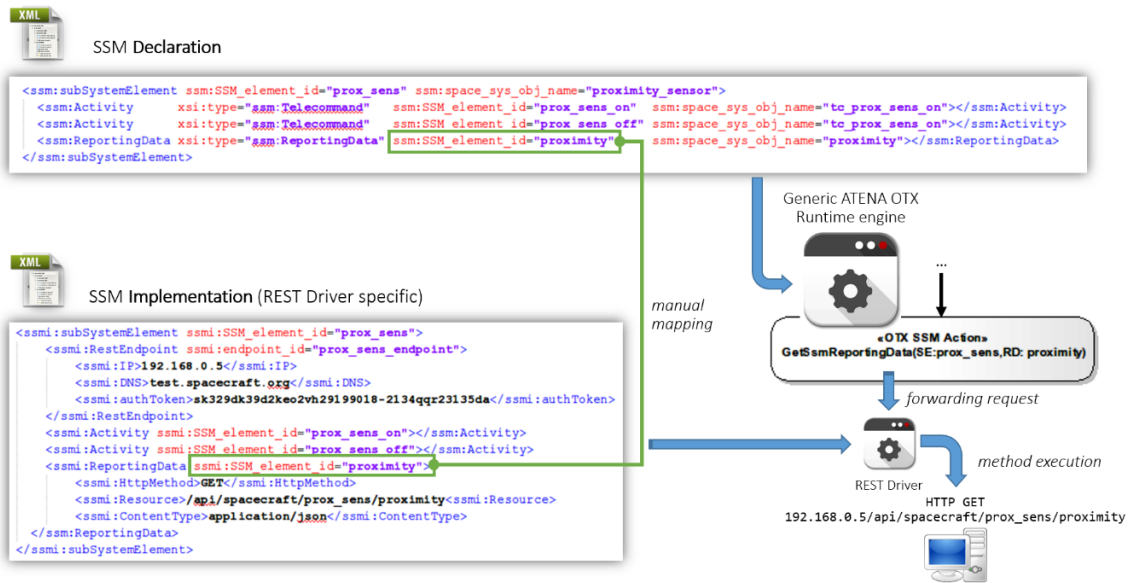 XML
SSM Declaration
<ssm:subSystemElement ssm:SSM_element_id="prox_sens" ssm:space_sys_obj_name="proximity_sensor">
<ssm:Activity xsi:type="ssm:Telecommand" ssm:SSM_element_id="prox_sens_on" ssm:space_sys_obj_name="tc_prox_sens_on"></ssm:Activity>
<ssm:Activity xsi:type="ssm:Telecommand" ssm:SSM_element_id="prox_sens_off" ssm:space_sys_obj_name="tc_prox_sens_on"></ssm:Activity>
<ssm:ReportingData xsi:type="ssm:ReportingData" ssm:SSM_element_id="proximity" ssm:space_sys_obj_name="proximity"></ssm:ReportingData>
</ssm:subSystemElement>
Generic ATENA OTX
Runtime engine
...
«OTX SSM Action»
GetSsmReportingData(SE:prox_sens,RD: proximity)
manual
mapping
forwarding request
XML
SSM Implementation (REST Driver specific)
<ssmi:subSystemElement ssmi:SSM_element_id="prox_sens">
<ssmi:RestEndpoint ssmi:endpoint_id="prox_sens_endpoint">
<ssmi:IP>192.168.0.5</ssmi:IP>
<ssmi:DNS>test.spacecraft.org</ssmi:DNS>
<ssmi:authToken>sk329dk39d2keo2vh29199018-2134qqr23135da</ssmi:authToken>
</ssmi:RestEndpoint>
<ssmi:Activity ssmi:SSM_element_id="prox_sens_on"></ssm:Activity>
<ssmi:Activity ssmi:SSM_element_id="prox_sens_off"></ssm:Activity>
<ssmi:ReportingData ssmi:SSM_element_id="proximity">
<ssmi:HttpMethod>GET</ssmi:HttpMethod>
<ssmi:Resource>/api/spacecraft/prox_sens/proximity<ssmi:Resource>
<ssmi:ContentType>application/json</ssmi:ContentType>
</ssm:ReportingData>
</ssmi:subSystemElement>
REST Driver
method execution
HTTP GET
192.168.0.5/api/spacecraft/prox_sens/proximity